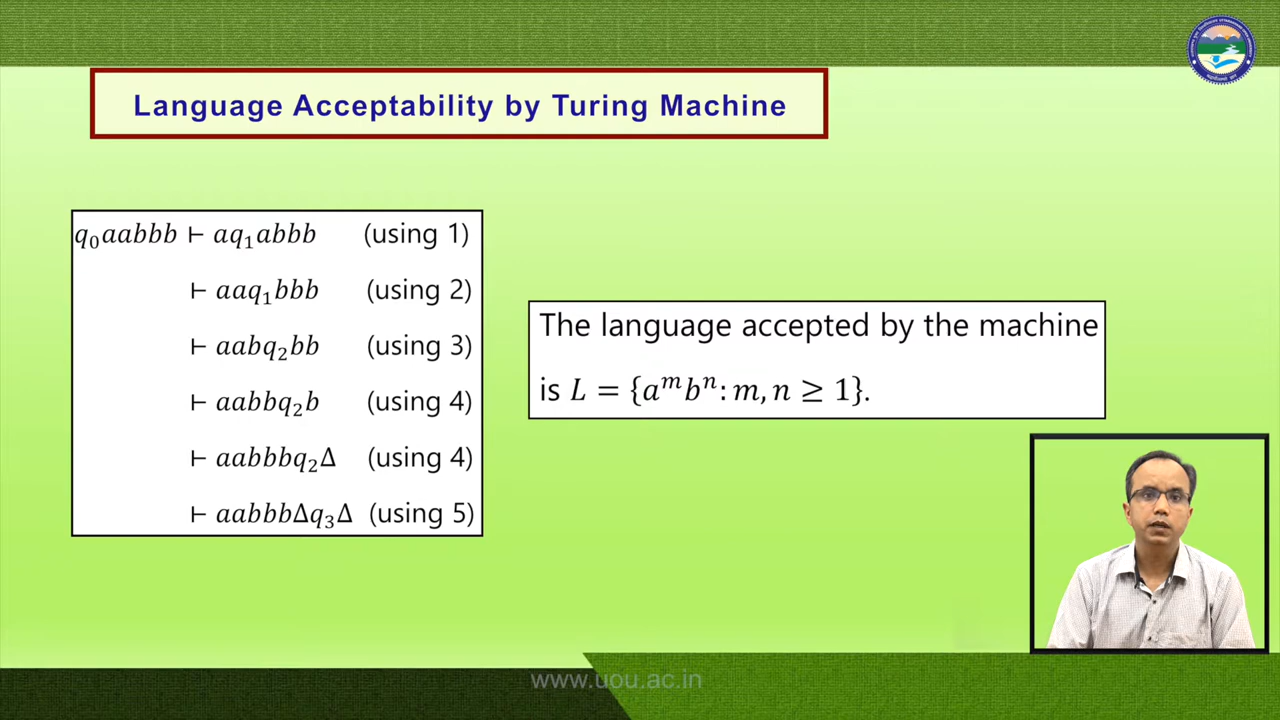 Language Acceptability by Turing Machine
q₀aabbb ⊢ aq₁abbb (using 1)
⊢ aaq₁bbb (using 2)
⊢ aabq₂bb (using 3)
⊢ aabbq₂b (using 4)
⊢ aabbbq₂Δ (using 4)
⊢ aabbbΔq₃Δ (using 5)
The language accepted by the machine
is L = {aᵐbⁿ: m, n ≥ 1}.
www.uou.ac.in